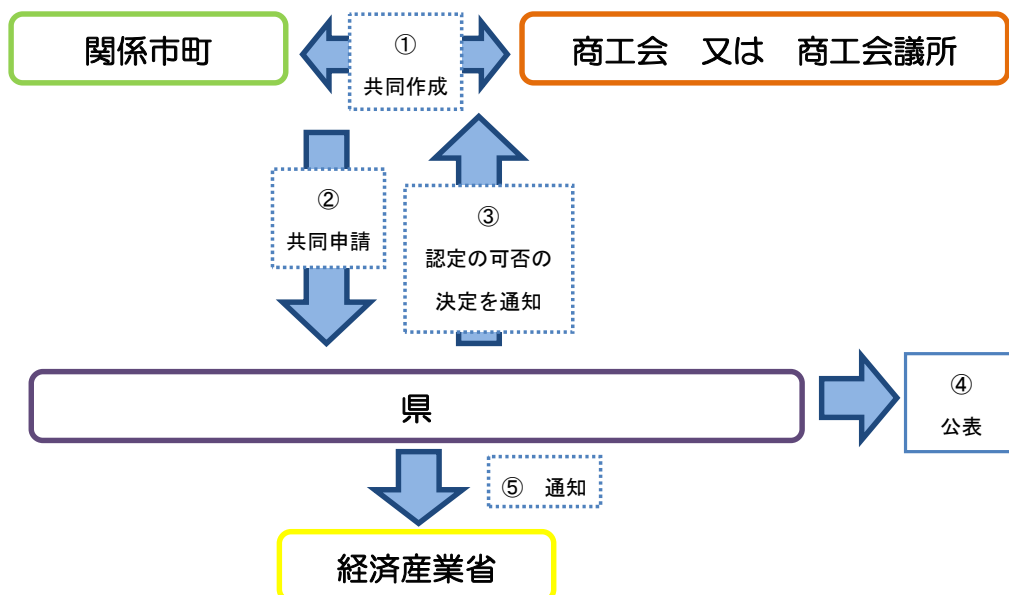 関係市町
①
共同作成
商工会　又は　商工会議所
②
共同申請
③
認定の可否の
決定を通知
県
④
公表
⑤　通知
経済産業省